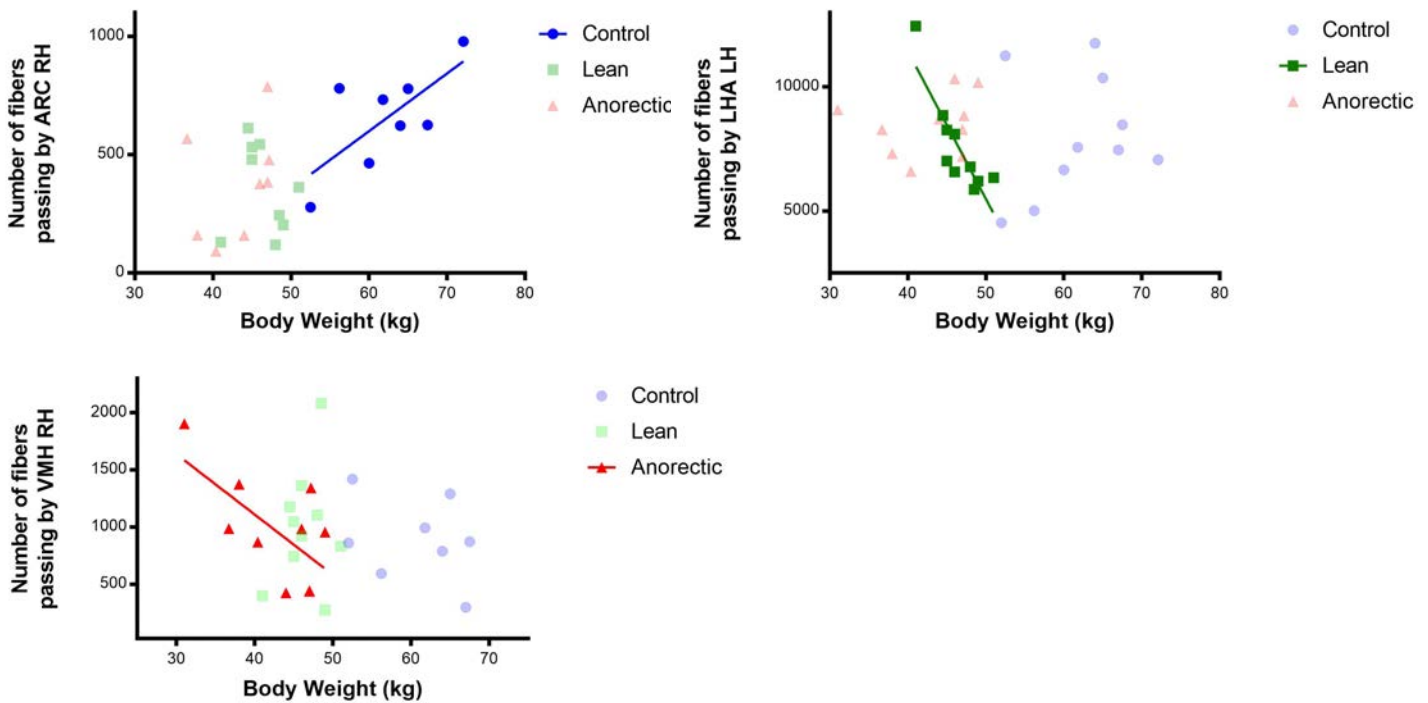 Number of fibers
passing by ARC RH
1000
500
0
30 40 50 60 70 80
Body Weight (kg)
Control
Lean
Anorectic
Number of fibers
passing by LHA LH
10000
5000
30 40 50 60 70 80
Body Weight (kg)
Control
Lean
Anorectic
Number of fibers
passing by VMH RH
2000
1500
1000
500
30 40 50 60 70
Body Weight (kg)
Control
Lean
Anorectic